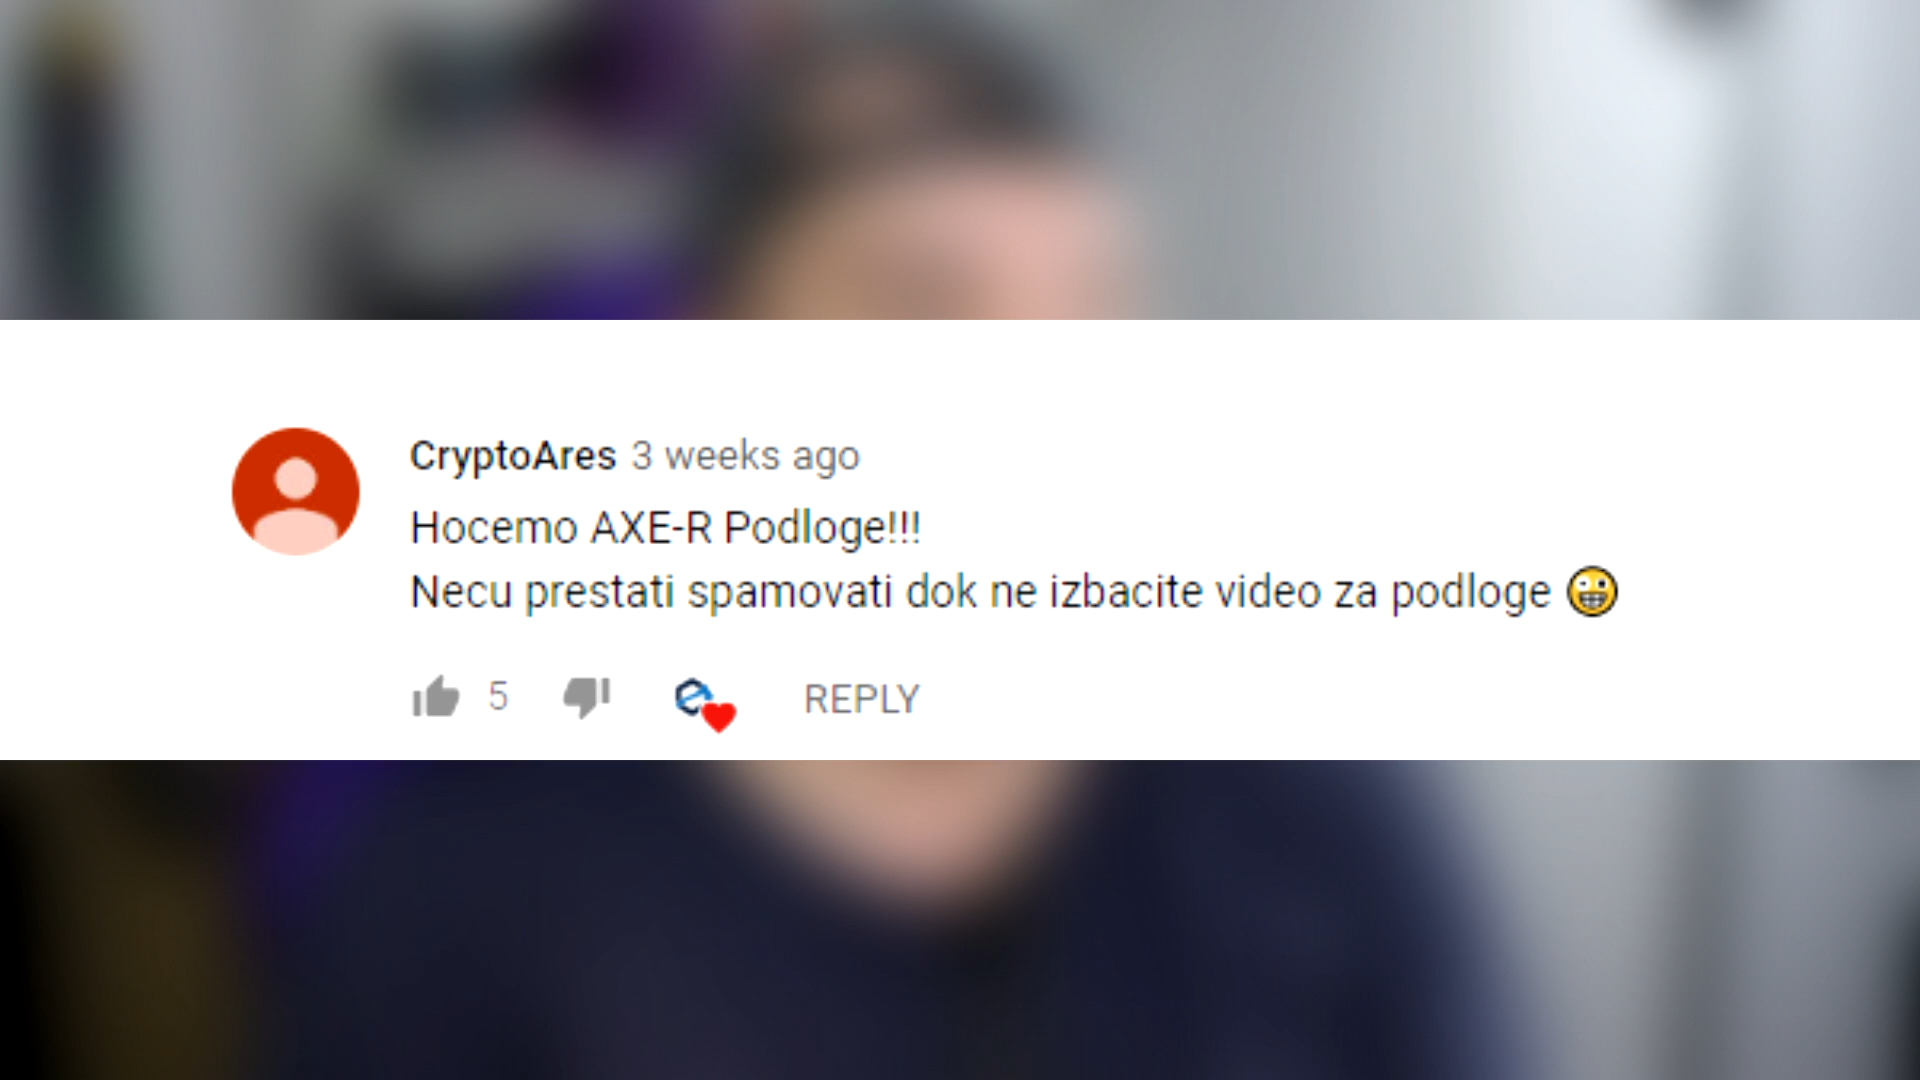 CryptoAres 3 weeks ago
Hocemo AXE-R Podloge!!!
Necu prestati spamovati dok ne izbacite video za podloge 😀
5 REPLY